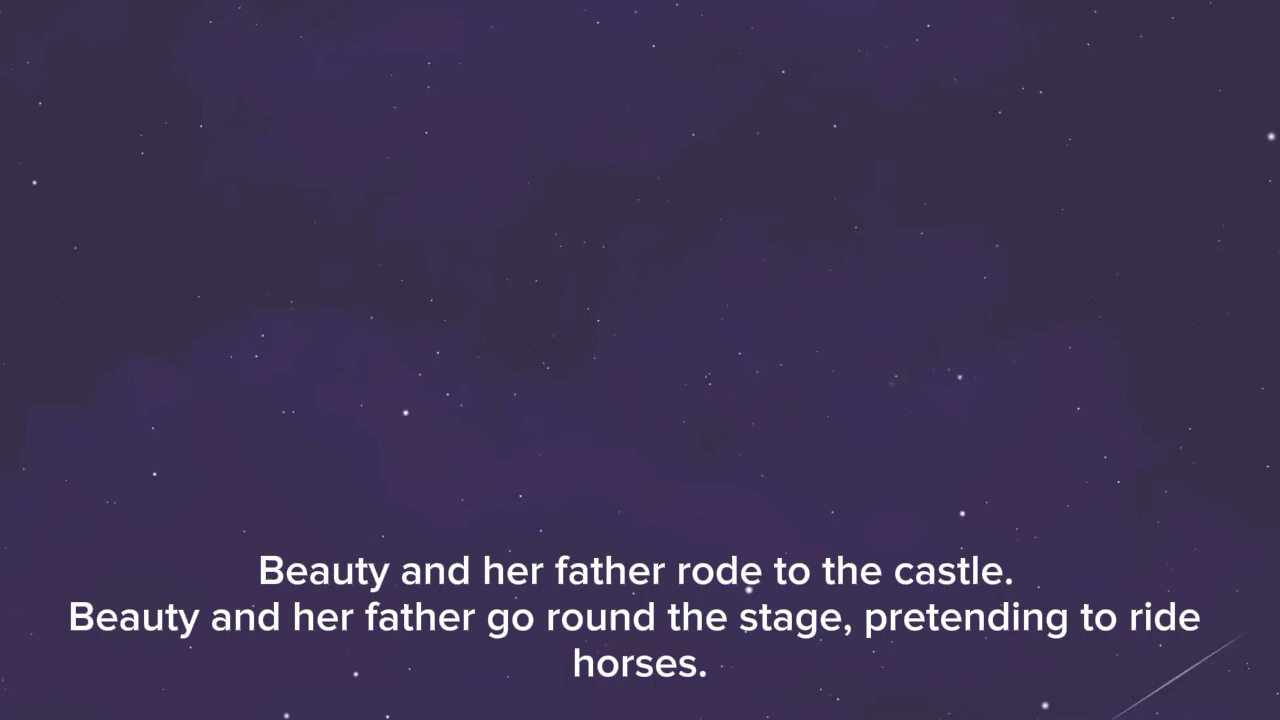 Beauty and her father rode to the castle.
Beauty and her father go round the stage, pretending to ride
horses.